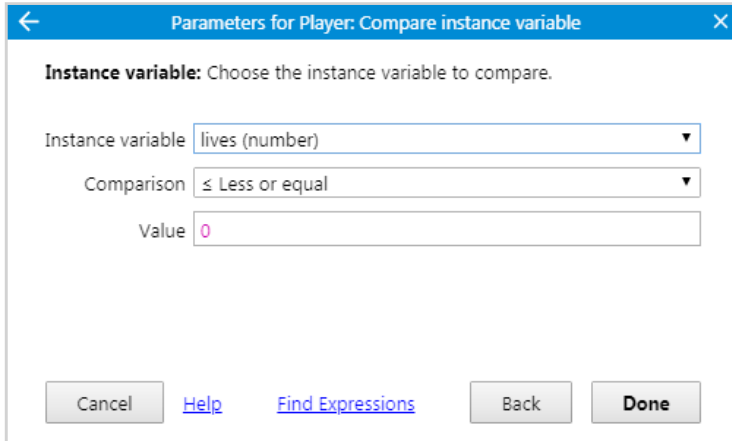 Parameters for Player: Compare instance variable
Instance variable: Choose the instance variable to compare.
Instance variable lives (number)
Comparison ≤ Less or equal
Value 0
Cancel Help Find Expressions Back Done